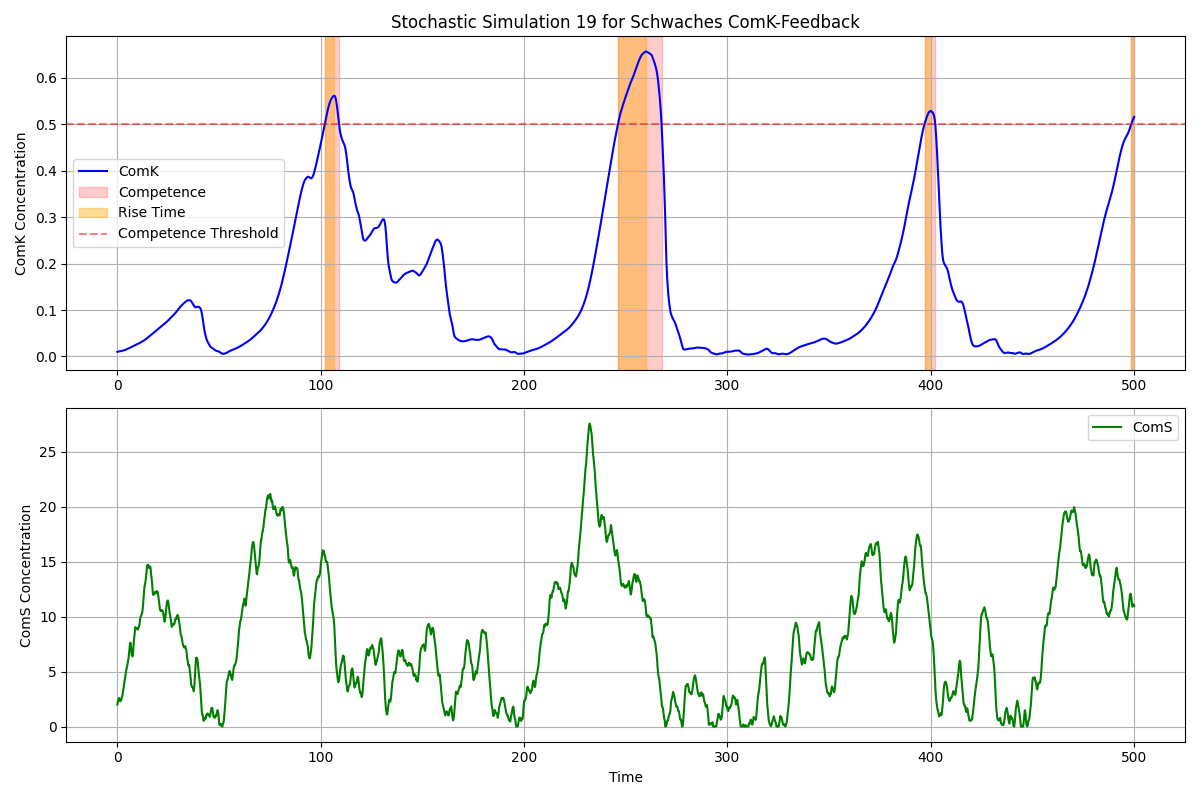 Stochastic Simulation 19 for Schwaches ComK-Feedback
ComK Concentration
0.6
0.5
0.4
0.3
0.2
0.1
0.0
ComK
Competence
Rise Time
Competence Threshold
0 100 200 300 400 500
ComS Concentration
25
20
15
10
5
0
ComS
0 100 200 300 400 500
Time